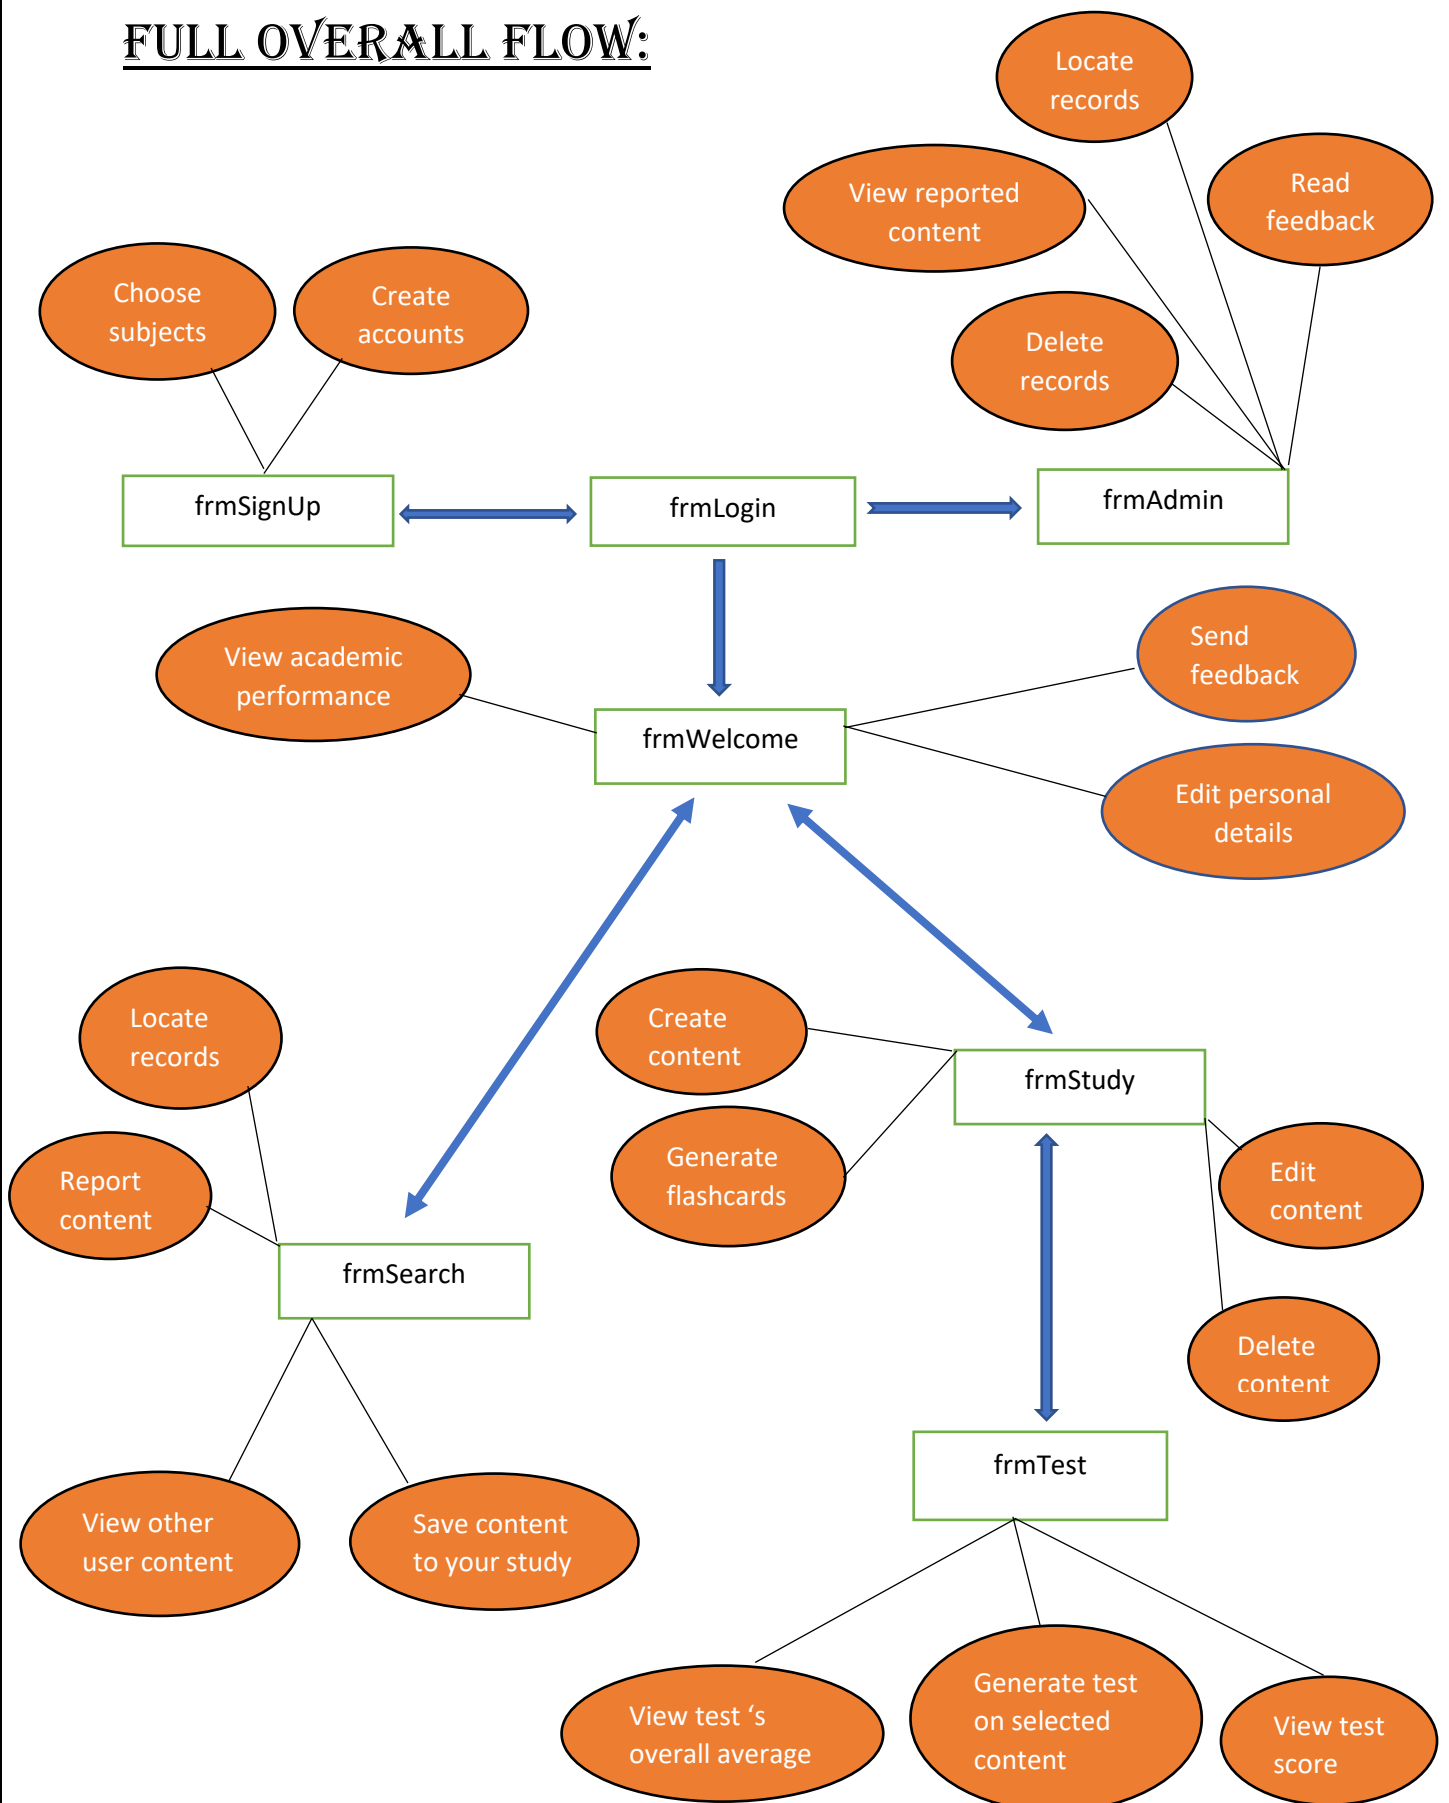 FULL OVERALL FLOW:
Locate
records
View reported
content
Read
feedback
Choose
subjects
Create
accounts
Delete
records
frmSignUp
frmLogin
frmAdmin
View academic
performance
Send
feedback
frmWelcome
Edit personal
details
Locate
records
Create
content
frmStudy
Report
content
Generate
flashcards
Edit
content
frmSearch
Delete
content
frmTest
View other
user content
Save content
to your study
View test ‘s
overall average
Generate test
on selected
content
View test
score